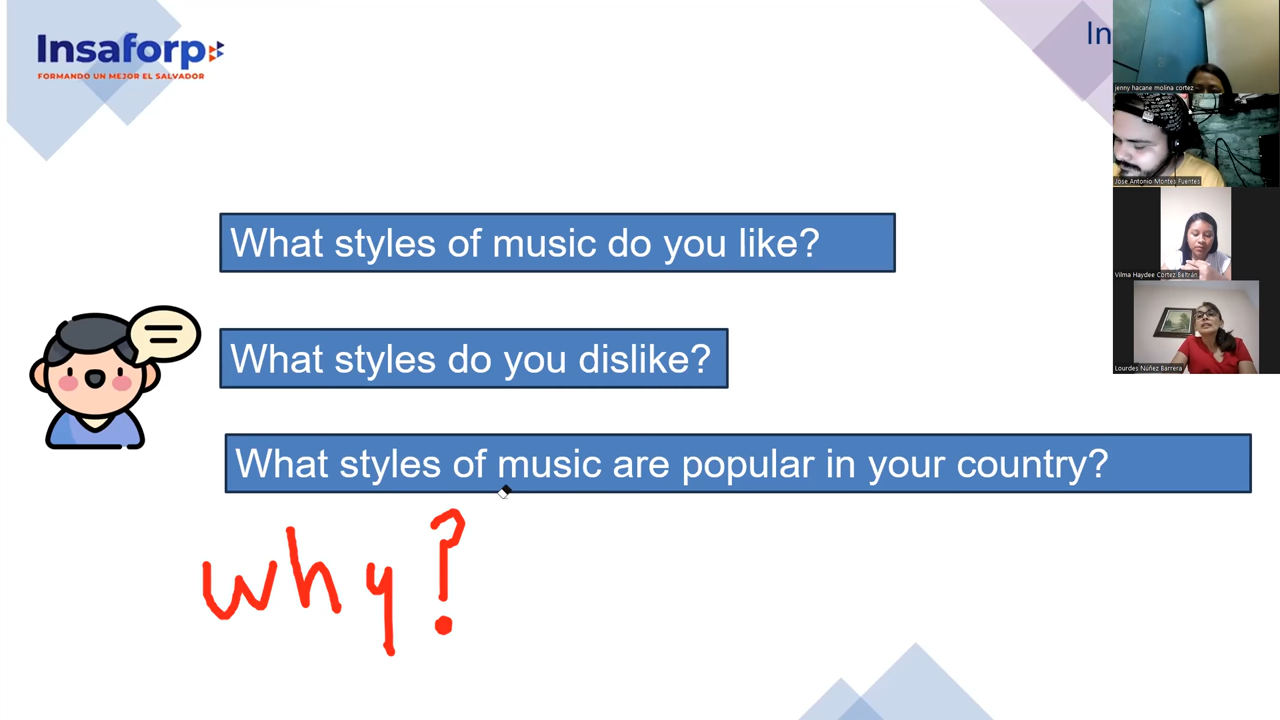 Insaforp
FORMANDO UN MEJOR EL SALVADOR
In
What styles of music do you like?
What styles do you dislike?
What styles of music are popular in your country?
why?
jenny hacane molina cortez
Jose Antonio Montes Fuentes
Vilma Haydee Cortez Beltrán
Lourdes Núñez Barrera